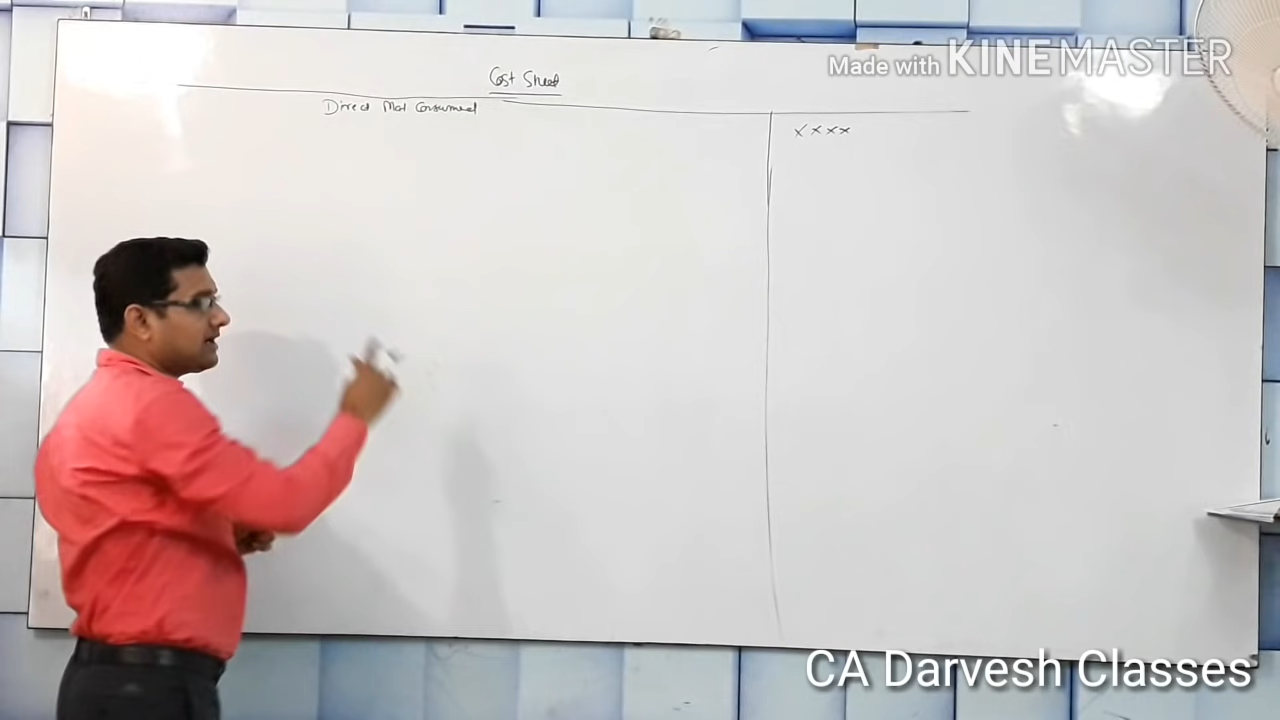 Made with KINEMASTER
Cost Sheet
Direct Mat Consumed
xxxx
CA Darvesh Classes